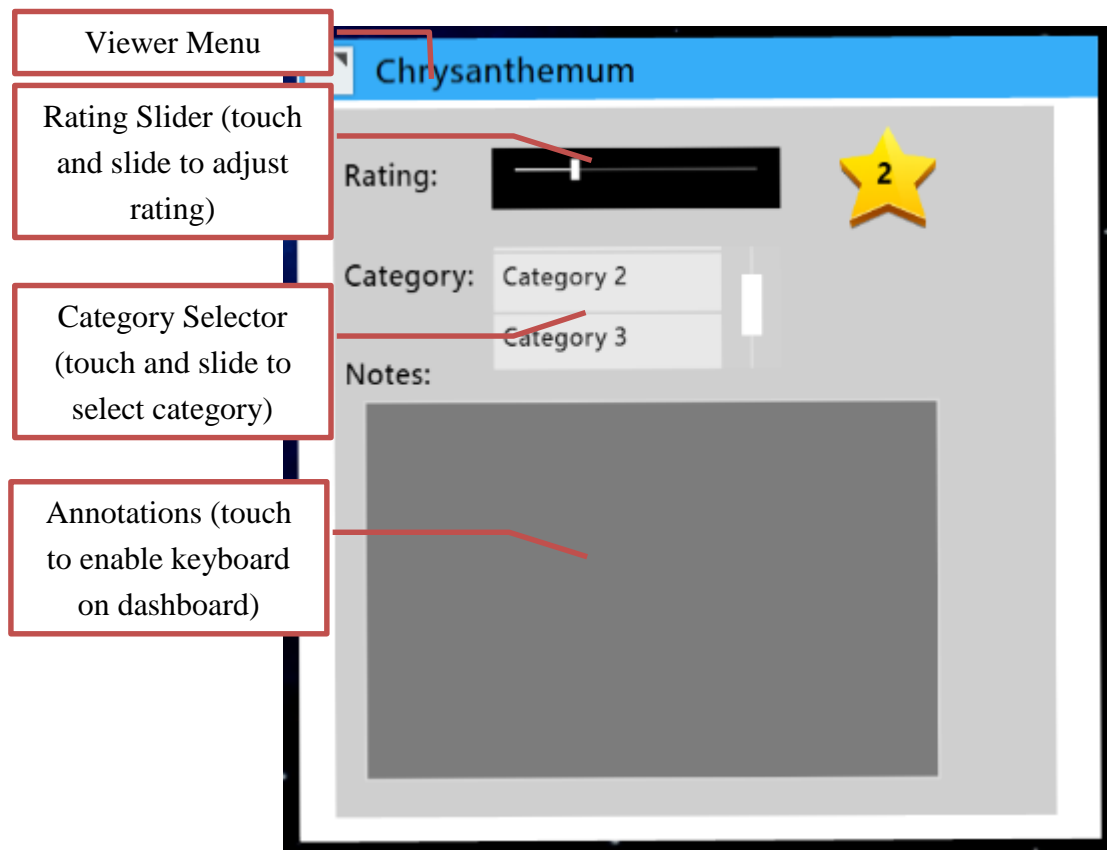 Viewer Menu
Chrysanthemum
Rating Slider (touch
and slide to adjust
rating)
Rating:
2
Category:
Category 2
Category 3
Category Selector
(touch and slide to
select category)
Notes:
Annotations (touch
to enable keyboard
on dashboard)